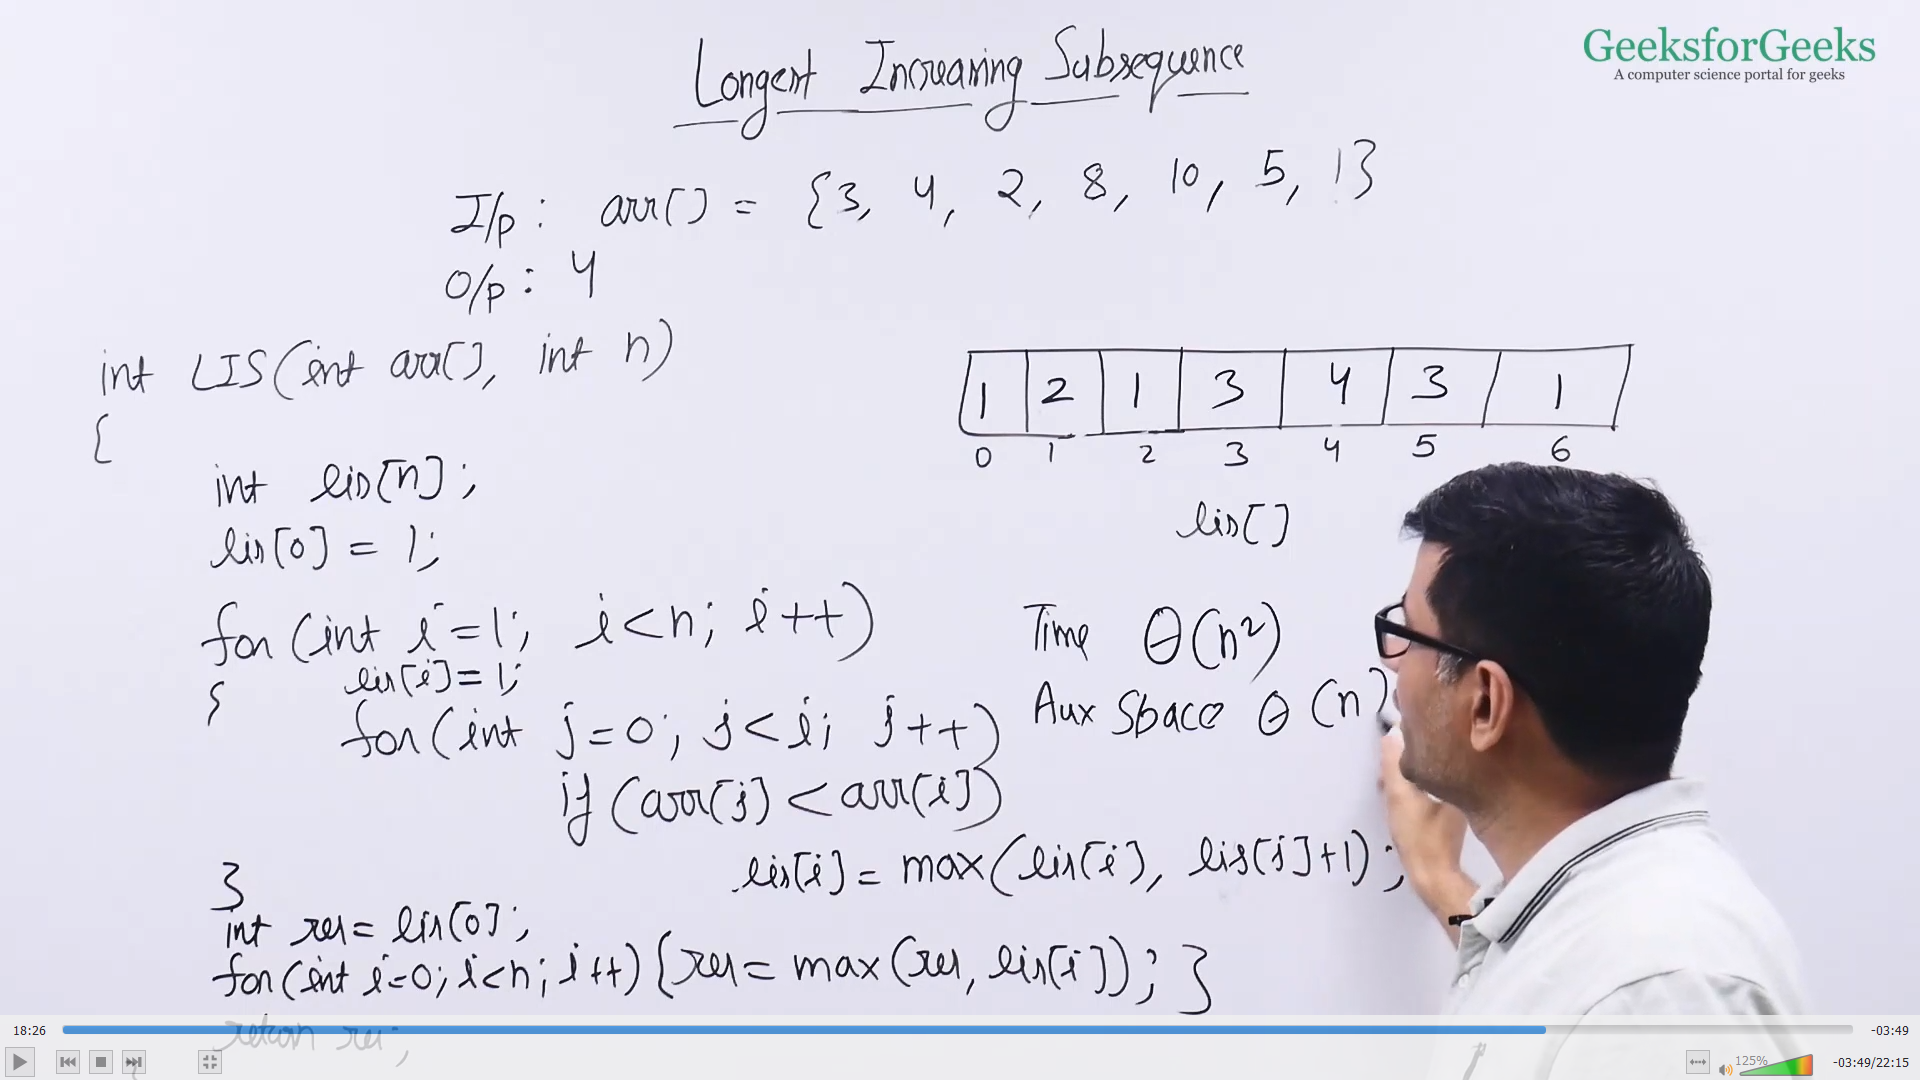 GeeksforGeeks
A computer science portal for geeks
Longest Increasing Subsequence
I/p : arr[] = {3, 4, 2, 8, 10, 5, 1}
O/p : 4
int LIS(int arr[], int n)
{
int lis[n];
lis[0] = 1;
for (int i=1; i<n; i++)
{ lis[i]=1;
for(int j=0; j<i; j++)
if (arr[j] < arr[i])
lis[i] = max(lis[i], lis[j]+1);
}
int res= lis[0];
for(int i=0; i<n; i++) {res= max(res, lis[i]); }
return res;
1 2 1 3 4 3 1
0 1 2 3 4 5 6
lis[]
Time θ(n²)
Aux Space θ(n)
18:26
-03:49
125%
-03:49/22:15